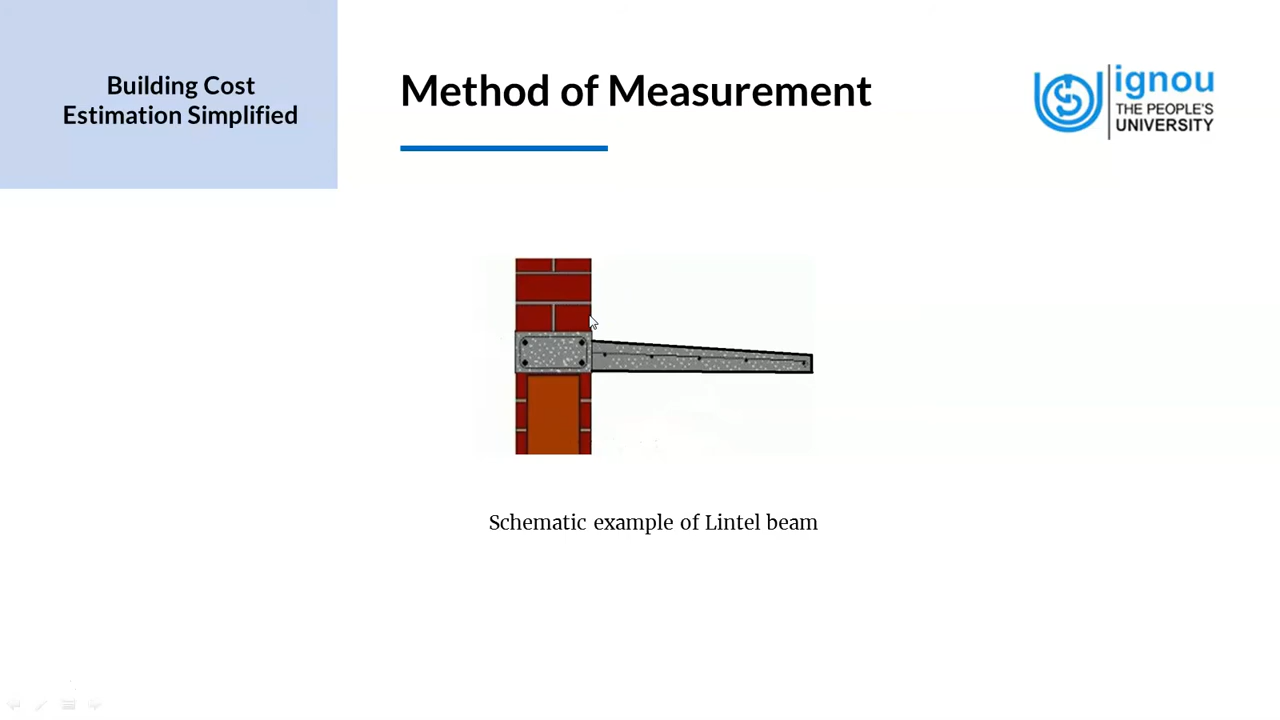 Building Cost
Estimation Simplified
Method of Measurement
ignou
THE PEOPLE'S
UNIVERSITY
Schematic example of Lintel beam